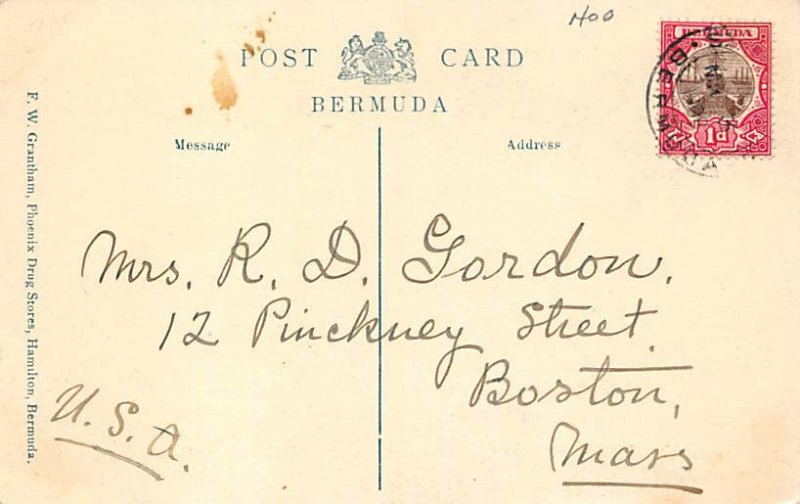 400
POST CARD
BERMUDA
Message
Address
BERMUDA
1d
BERMUDA
Mrs. R. D. Gordon.
12 Pinckney Street.
Boston,
Mass
U.S.A.
F. W. Grantham, Phoenix Drug Stores, Hamilton, Bermuda.